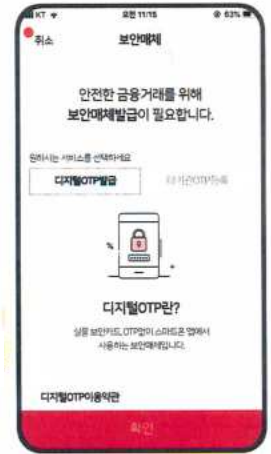 KT
오전 11:15
63%
취소
보안매체
안전한 금융거래를 위해
보안매체발급이 필요합니다.
원하시는 서비스를 선택하세요
디지털OTP발급
타기관OTP등록
디지털OTP란?
실물 보안카드, OTP없이 스마트폰 앱에서
사용하는 보안매체입니다.
디지털OTP이용약관
확인